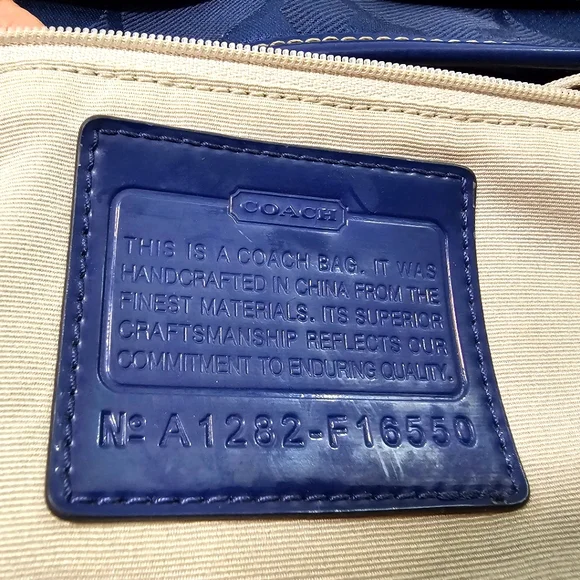 COACH
THIS IS A COACH BAG. IT WAS
HANDCRAFTED IN CHINA FROM THE
FINEST MATERIALS. ITS SUPERIOR
CRAFTSMANSHIP REFLECTS OUR
COMMITMENT TO ENDURING QUALITY.
Nº A1282-F16550